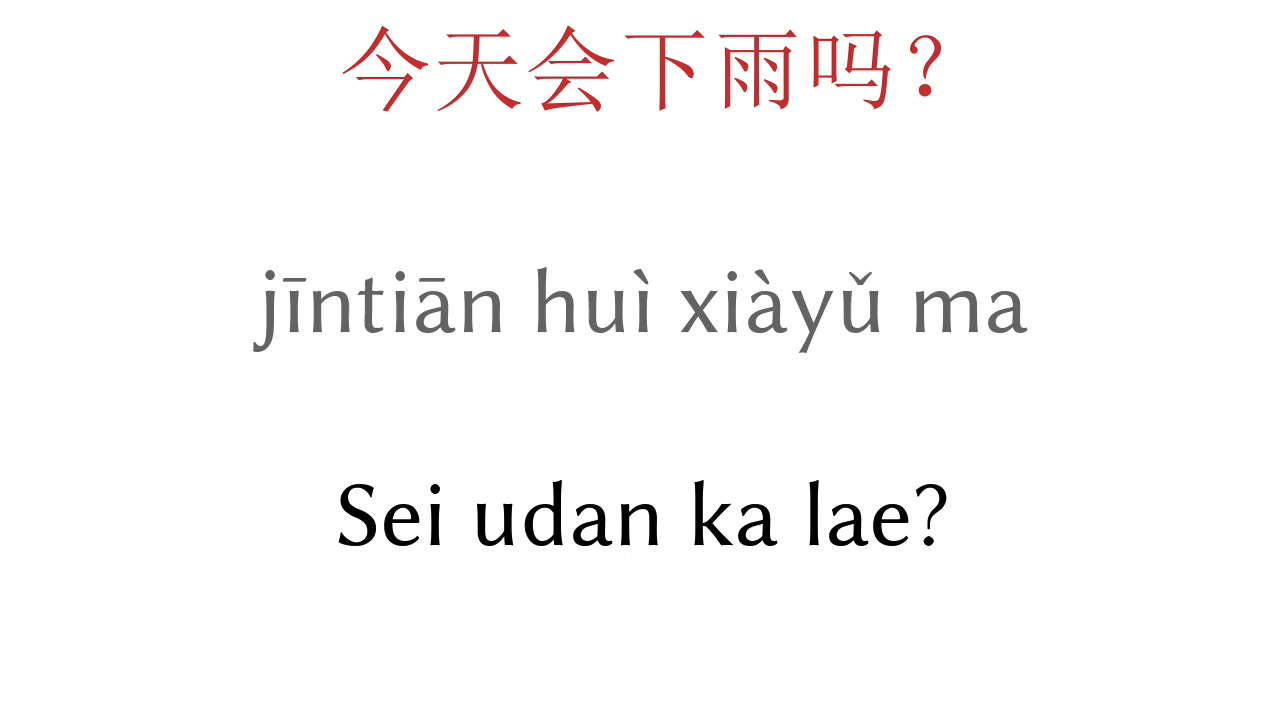 今天会下雨吗?
jīntiān huì xiàyǔ ma
Sei udan ka lae?